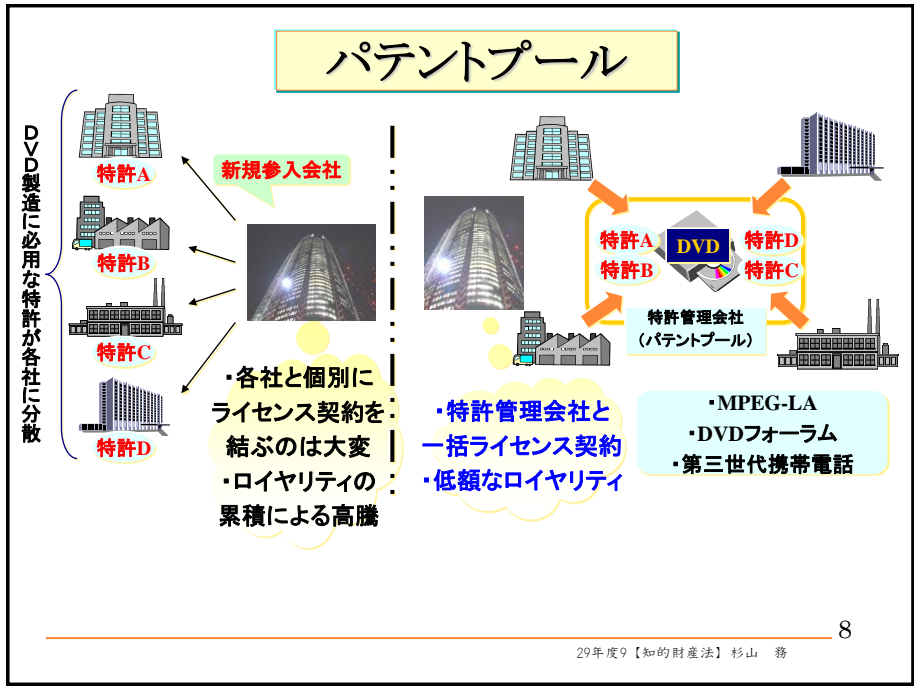 パテントプール
DVD製造に必用な特許が各社に分散
特許A
特許B
特許C
特許D
新規参入会社
・各社と個別に
ライセンス契約を
結ぶのは大変
・ロイヤリティの
累積による高騰
特許A
特許B
DVD
特許D
特許C
特許管理会社
（パテントプール）
・特許管理会社と
一括ライセンス契約
・低額なロイヤリティ
・MPEG-LA
・DVDフォーラム
・第三世代携帯電話
8
29年度9【知的財産法】杉山　務